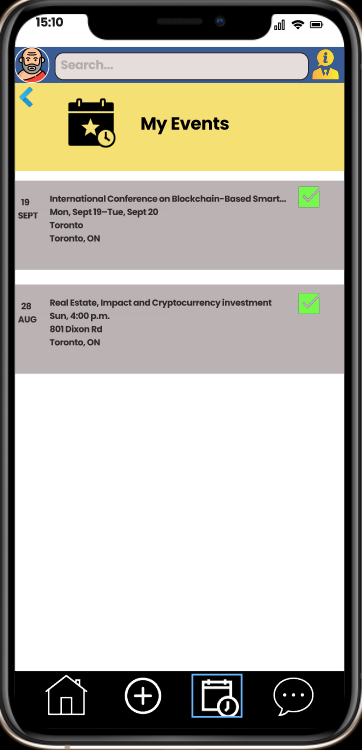 15:10
Search...
My Events
19
SEPT
International Conference on Blockchain-Based Smart...
Mon, Sept 19-Tue, Sept 20
Toronto
Toronto, ON
28
AUG
Real Estate, Impact and Cryptocurrency investment
Sun, 4:00 p.m.
801 Dixon Rd
Toronto, ON